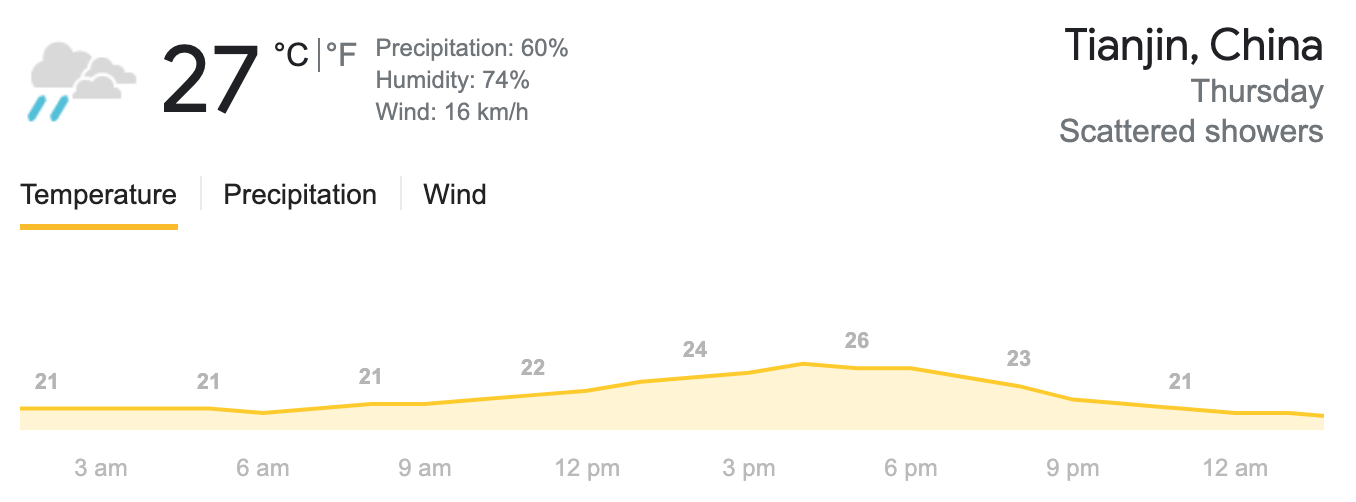 27 °C | °F
Precipitation: 60%
Humidity: 74%
Wind: 16 km/h
Tianjin, China
Thursday
Scattered showers
Temperature Precipitation Wind
21 21 21 22 24 26 23 21
3 am 6 am 9 am 12 pm 3 pm 6 pm 9 pm 12 am